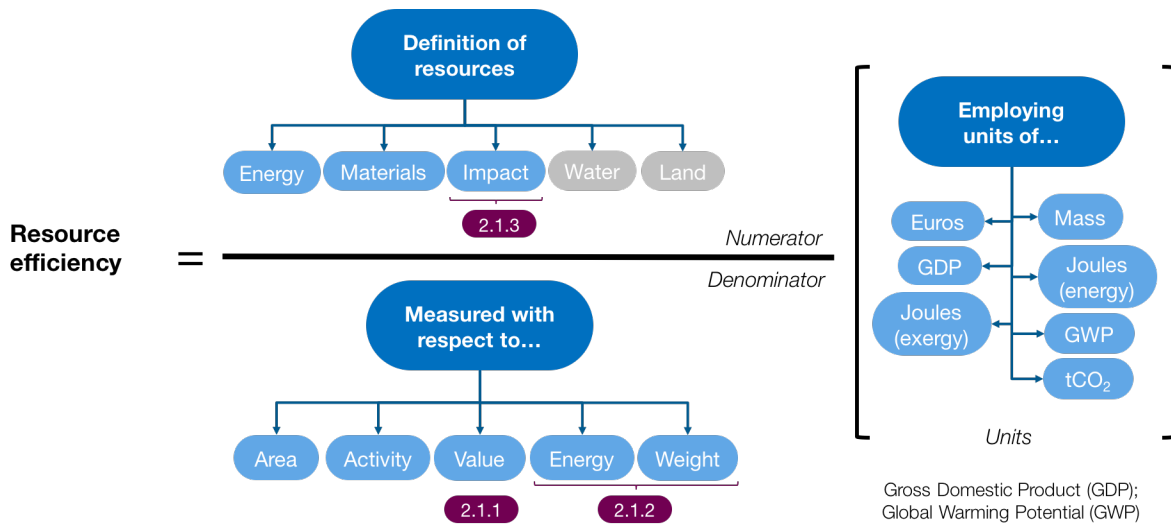 Resource
efficiency
=
Definition of
resources
Energy
Materials
Impact
Water
Land
2.1.3
Numerator
Denominator
Measured with
respect to…
Area
Activity
Value
Energy
Weight
2.1.1
2.1.2
Employing
units of…
Euros
Mass
GDP
Joules
(energy)
Joules
(exergy)
GWP
tCO₂
Units
Gross Domestic Product (GDP);
Global Warming Potential (GWP)